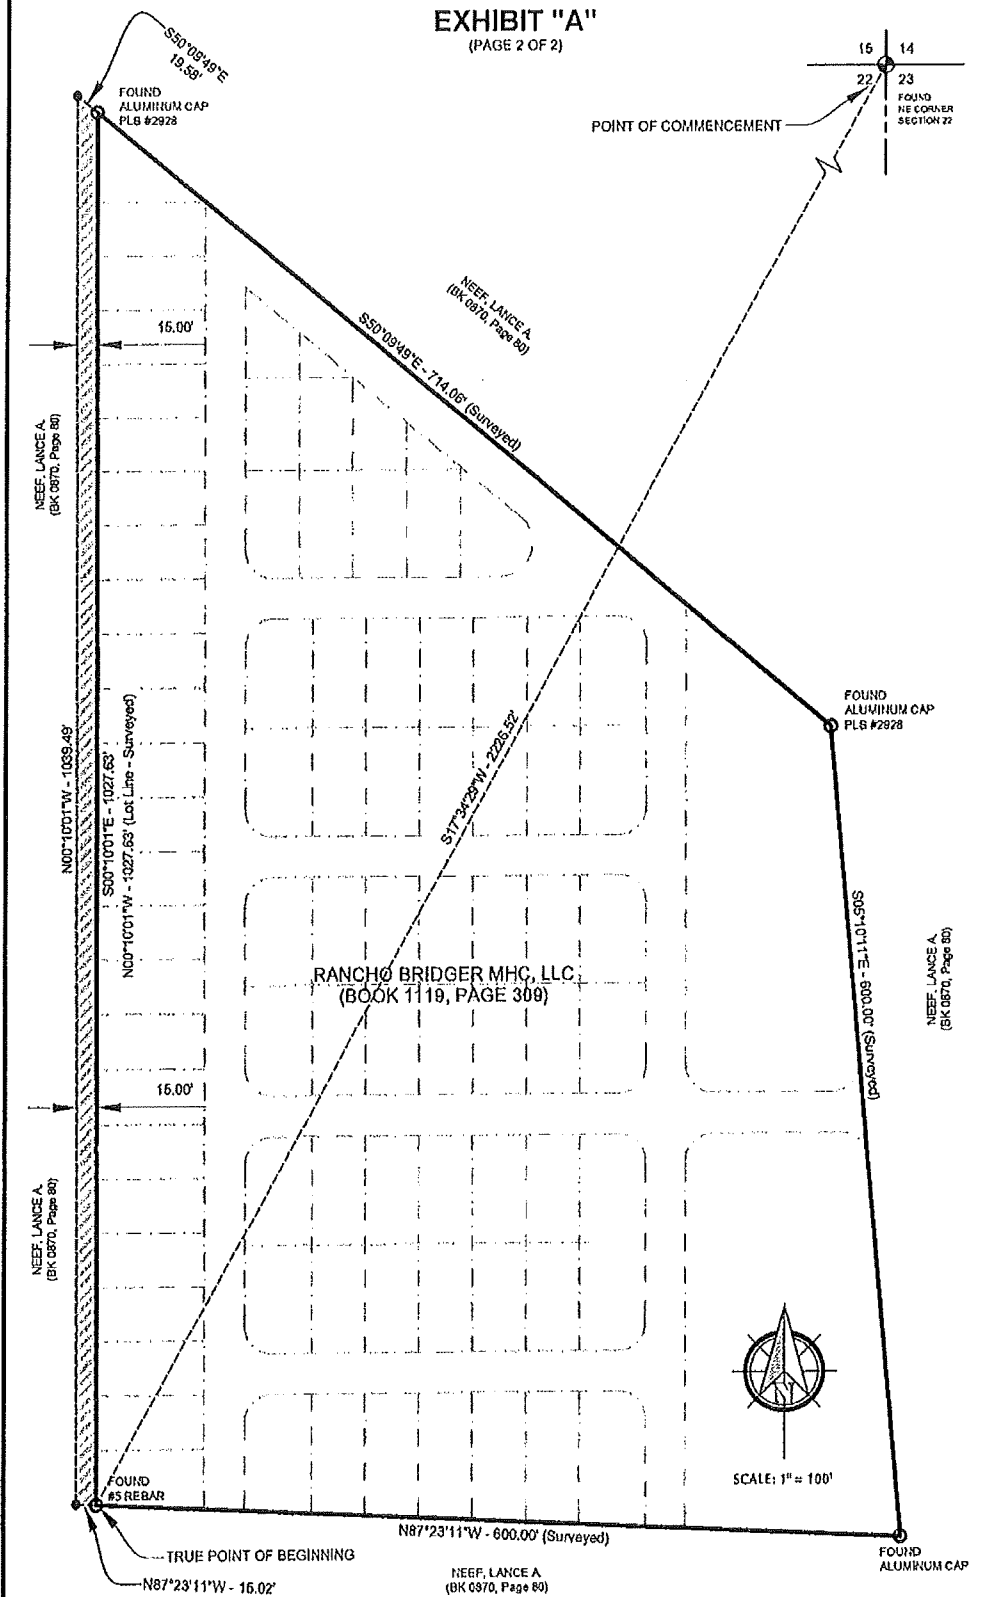 EXHIBIT "A"
(PAGE 2 OF 2)
S50°09'49"E
19.58'
FOUND
ALUMINUM CAP
PLS #2928
15 14
22 23
FOUND
NE CORNER
SECTION 22
POINT OF COMMENCEMENT
NEEF, LANCE A.
(BK 0870, Page 80)
S50°09'49"E - 714.06' (Surveyed)
15.00'
NEEF, LANCE A.
(BK 0870, Page 80)
FOUND
ALUMINUM CAP
PLS #2928
N00°10'01"W - 1039.49'
S00°10'01"E - 1027.63'
N00°10'01"W - 1027.63' (Lot Line - Surveyed)
S17°34'29"W - 2226.52'
S05°10'11"E - 600.00' (Surveyed)
NEEF, LANCE A.
(BK 0870, Page 80)
RANCHO BRIDGER MHC, LLC
(BOOK 1119, PAGE 309)
15.00'
NEEF, LANCE A.
(BK 0870, Page 80)
N
SCALE: 1" = 100'
FOUND
#5 REBAR
N87°23'11"W - 600.00' (Surveyed)
TRUE POINT OF BEGINNING
N87°23'11"W - 15.02'
NEEF, LANCE A
(BK 0870, Page 80)
FOUND
ALUMINUM CAP